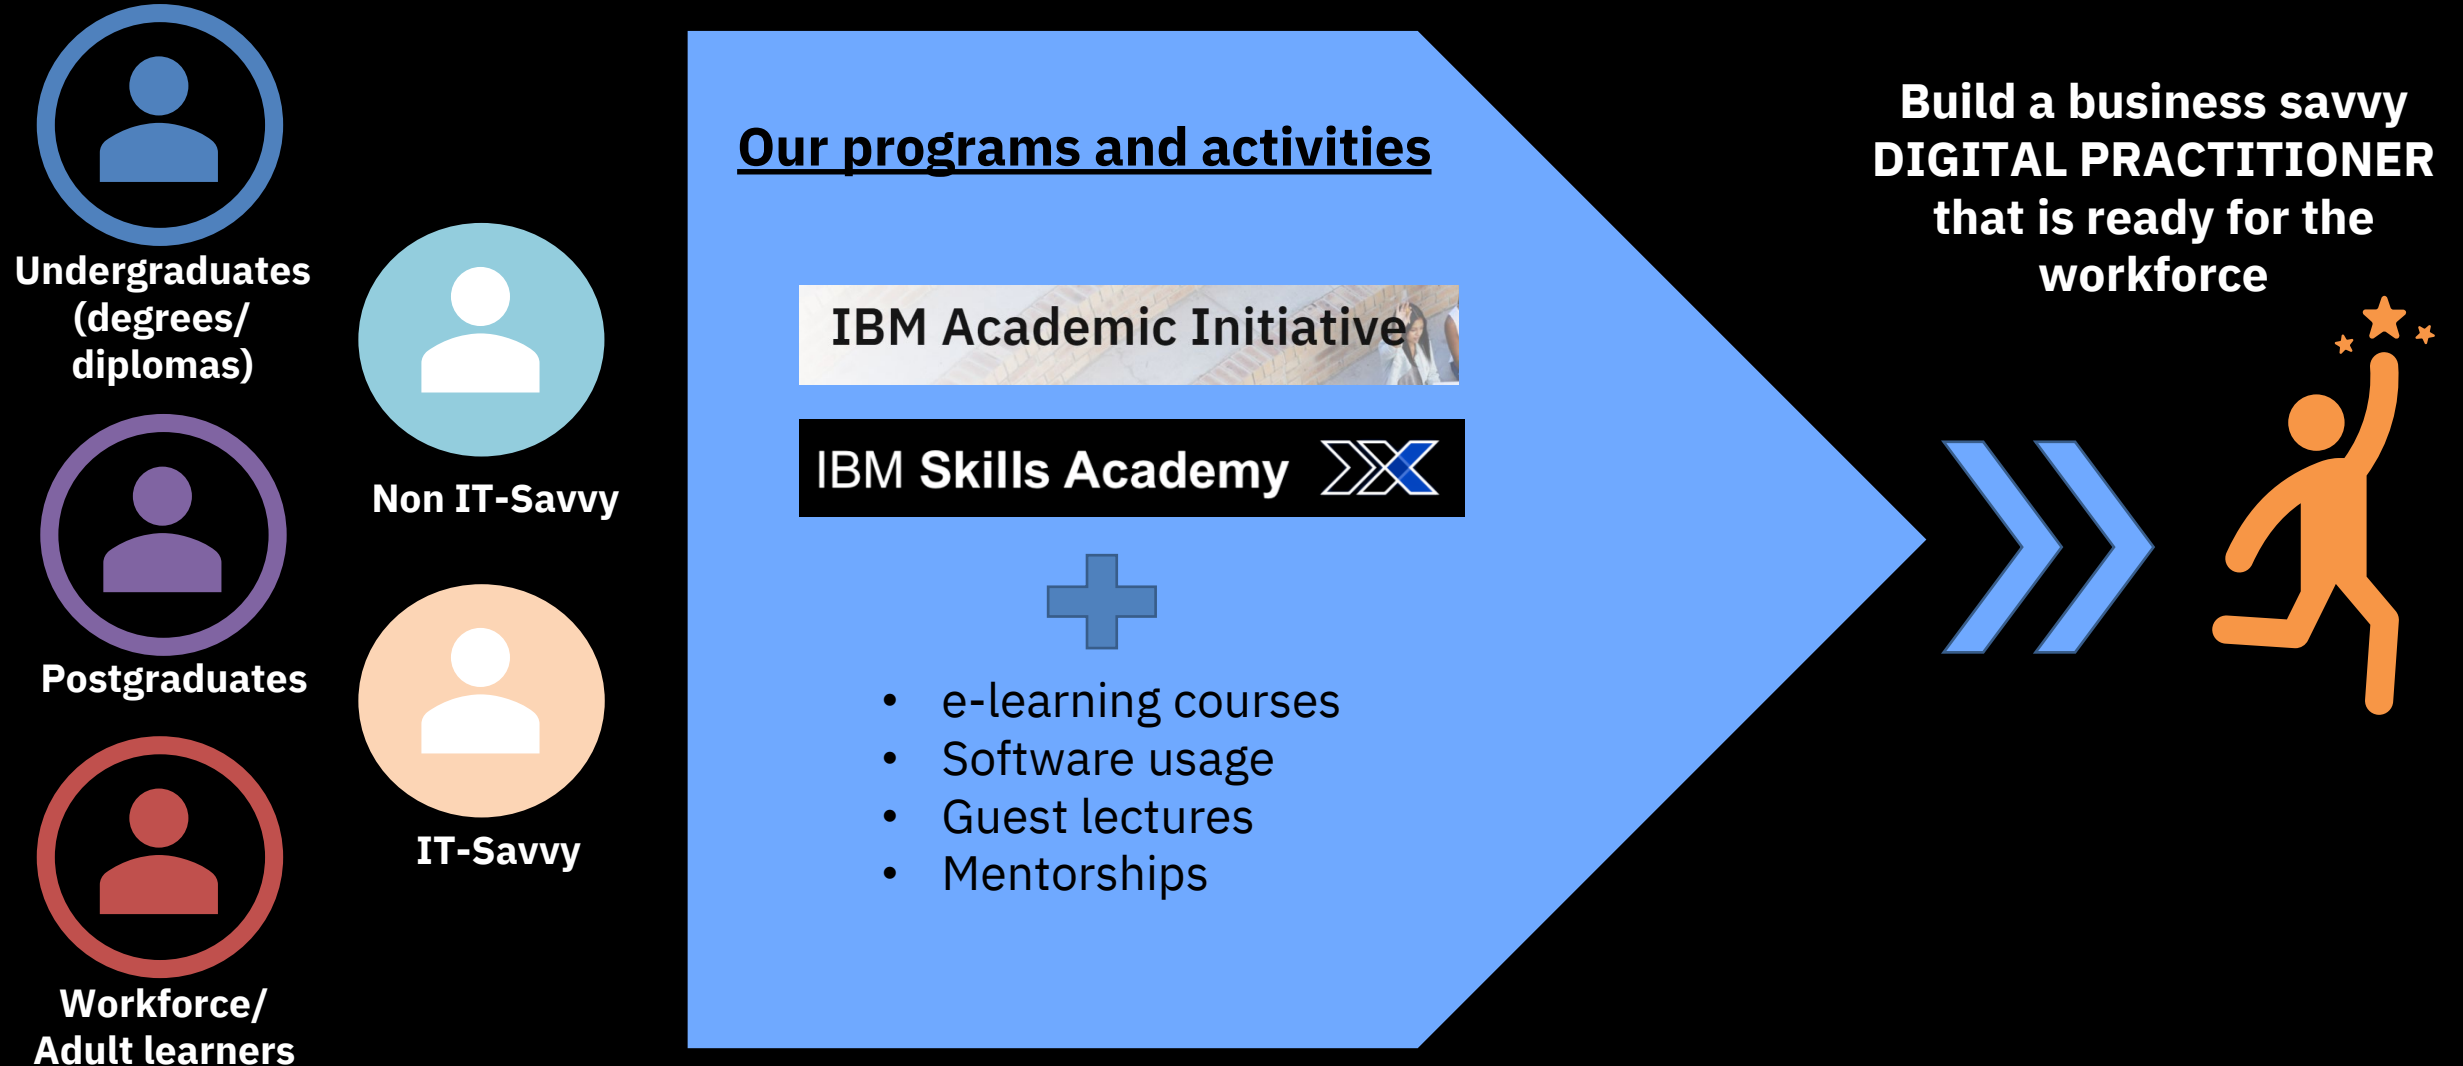 Undergraduates
(degrees/
diplomas)
Postgraduates
Workforce/
Adult learners
Non IT-Savvy
IT-Savvy
Our programs and activities
IBM Academic Initiative
IBM Skills Academy
• e-learning courses
• Software usage
• Guest lectures
• Mentorships
Build a business savvy
DIGITAL PRACTITIONER
that is ready for the
workforce